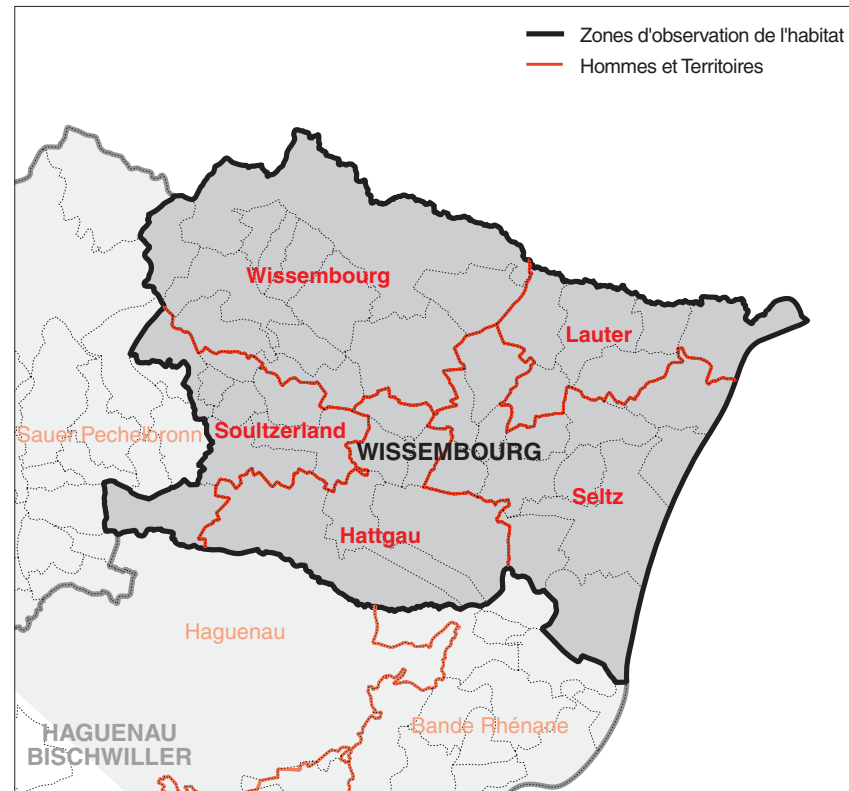 Zones d'observation de l'habitat
Hommes et Territoires
Wissembourg
Lauter
Sauer Pechelbronn
Soultzerland
WISSEMBOURG
Seltz
Hattgau
Haguenau
Bande Rhénane
HAGUENAU
BISCHWILLER